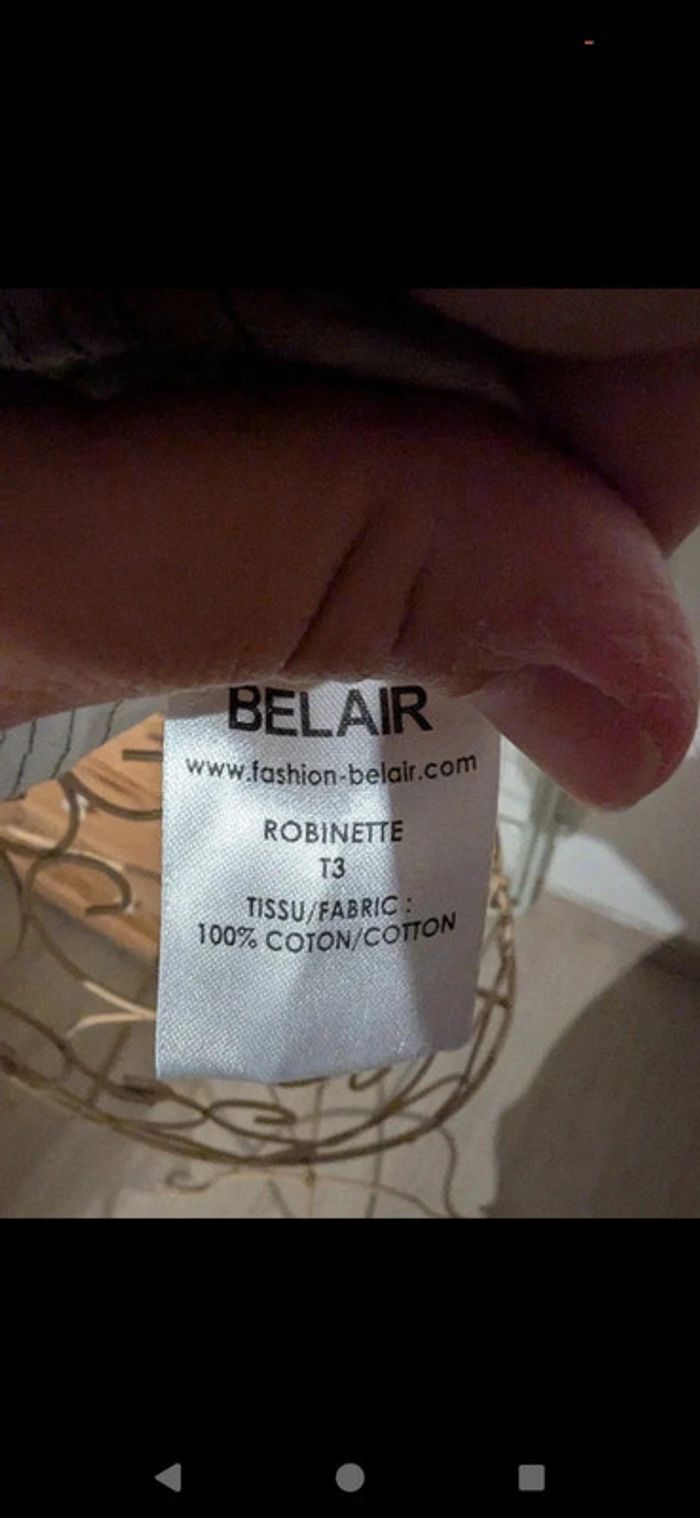 BELAIR
www.fashion-belair.com
ROBINETTE
T3
TISSU/FABRIC :
100% COTON/COTTON